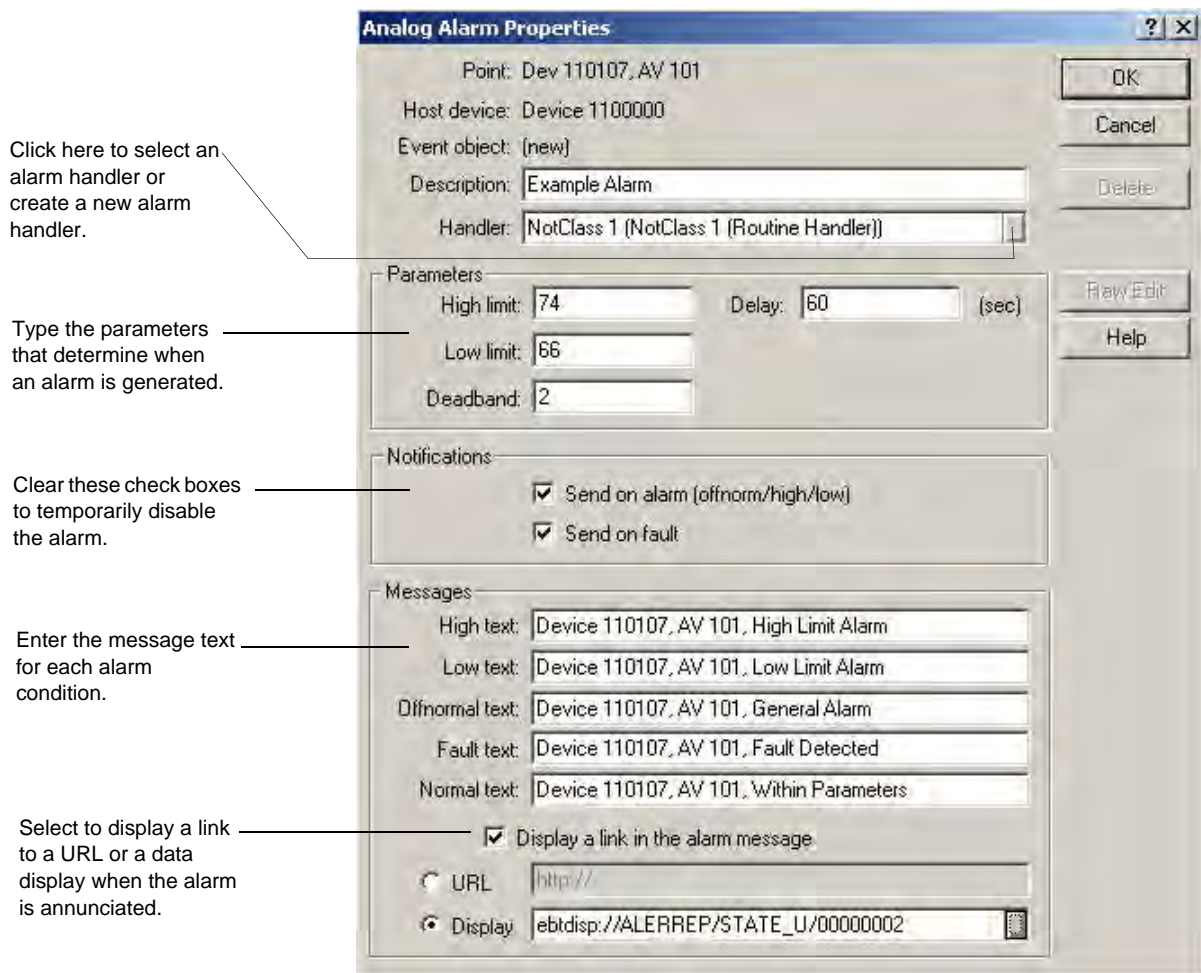 Analog Alarm Properties
? X
Point: Dev 110107, AV 101
OK
Host device: Device 1100000
Cancel
Event object: (new)
Click here to select an
alarm handler or
create a new alarm
handler.
Description: Example Alarm
Delete
Handler: NotClass 1 (NotClass 1 (Routine Handler))
Parameters
High limit: 74 Delay: 60 (sec)
Raw Edit
Type the parameters
that determine when
an alarm is generated.
Low limit: 66
Help
Deadband: 2
Notifications
Clear these check boxes
to temporarily disable
the alarm.
Send on alarm (offnorm/high/low)
Send on fault
Messages
Enter the message text
for each alarm
condition.
High text: Device 110107, AV 101, High Limit Alarm
Low text: Device 110107, AV 101, Low Limit Alarm
Offnormal text: Device 110107, AV 101, General Alarm
Fault text: Device 110107, AV 101, Fault Detected
Normal text: Device 110107, AV 101, Within Parameters
Select to display a link
to a URL or a data
display when the alarm
is annunciated.
Display a link in the alarm message
URL http://
Display ebtdisp://ALERREP/STATE_U/00000002